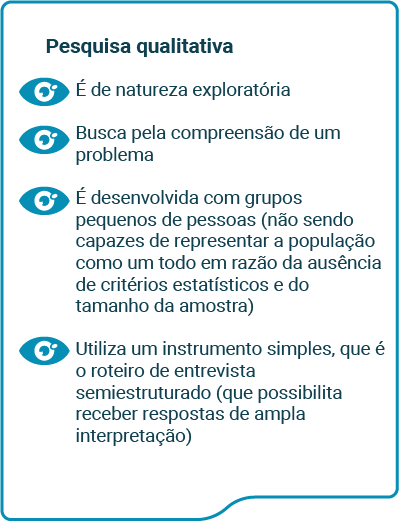 Pesquisa qualitativa
É de natureza exploratória
Busca pela compreensão de um
problema
É desenvolvida com grupos
pequenos de pessoas (não sendo
capazes de representar a população
como um todo em razão da ausência
de critérios estatísticos e do
tamanho da amostra)
Utiliza um instrumento simples, que é
o roteiro de entrevista
semiestruturado (que possibilita
receber respostas de ampla
interpretação)